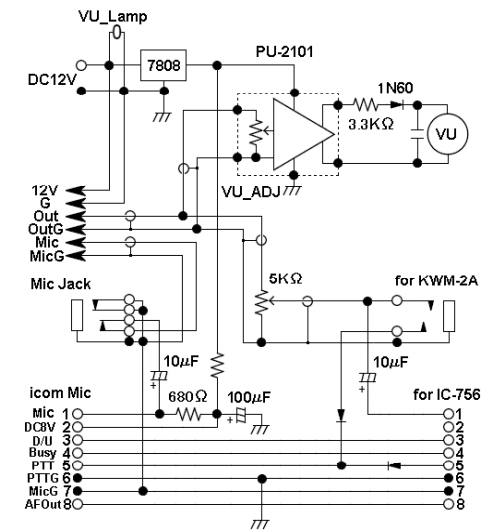 VU_Lamp
7808
PU-2101
DC12V
1N60
3.3KΩ
VU
VU_ADJ
12V
G
Out
OutG
Mic
MicG
Mic Jack
5KΩ
for KWM-2A
10μF
10μF
icom Mic
680Ω
100μF
for IC-756
Mic 1
1
DC8V 2
2
D/U 3
3
Busy 4
4
PTT 5
5
PTTG 6
6
MicG 7
7
AFOut 8
8
+
+
+